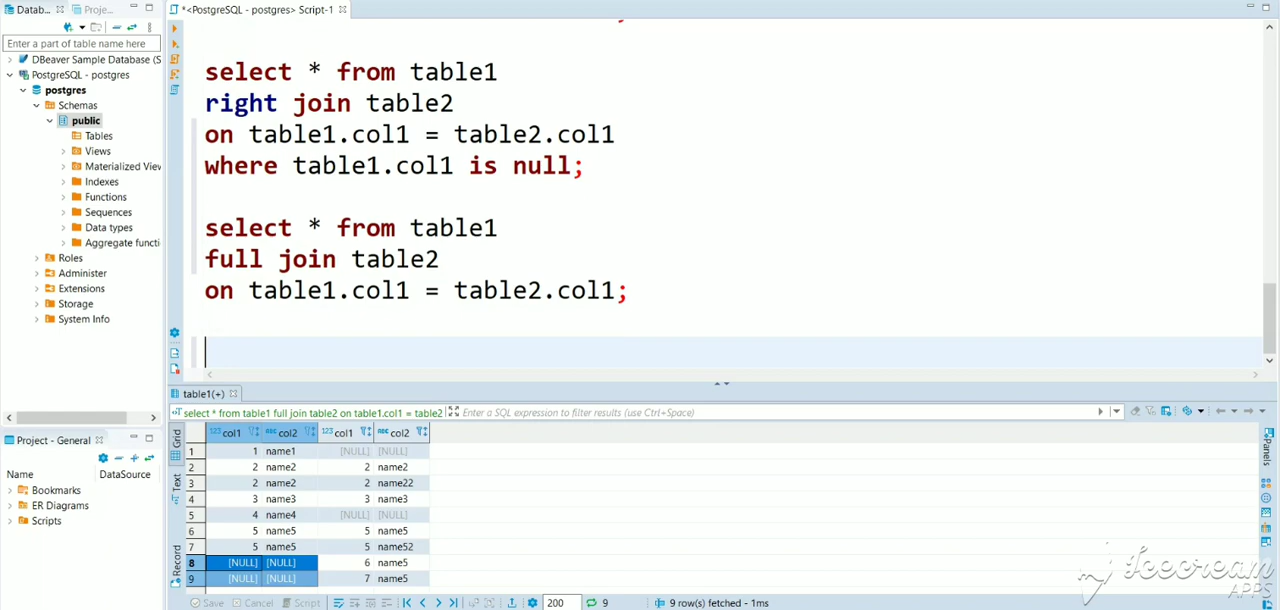 Datab...
Proje...
*<PostgreSQL - postgres> Script-1
Enter a part of table name here
DBeaver Sample Database (S
PostgreSQL - postgres
postgres
Schemas
public
Tables
Views
Materialized View
Indexes
Functions
Sequences
Data types
Aggregate functi
Roles
Administer
Extensions
Storage
System Info
select * from table1
right join table2
on table1.col1 = table2.col1
where table1.col1 is null;
select * from table1
full join table2
on table1.col1 = table2.col1;
Project - General
Name DataSource
Bookmarks
ER Diagrams
Scripts
table1(+)
select * from table1 full join table2 on table1.col1 = table2
Enter a SQL expression to filter results (use Ctrl+Space)
Grid
Text
Record
Panels
123 col1 ABC col2 123 col1 ABC col2
1 1 name1 [NULL] [NULL]
2 2 name2 2 name2
3 2 name2 2 name22
4 3 name3 3 name3
5 4 name4 [NULL] [NULL]
6 5 name5 5 name5
7 5 name5 5 name52
8 [NULL] [NULL] 6 name5
9 [NULL] [NULL] 7 name5
Save Cancel Script 200 9 9 row(s) fetched - 1ms
Icecream
APPS